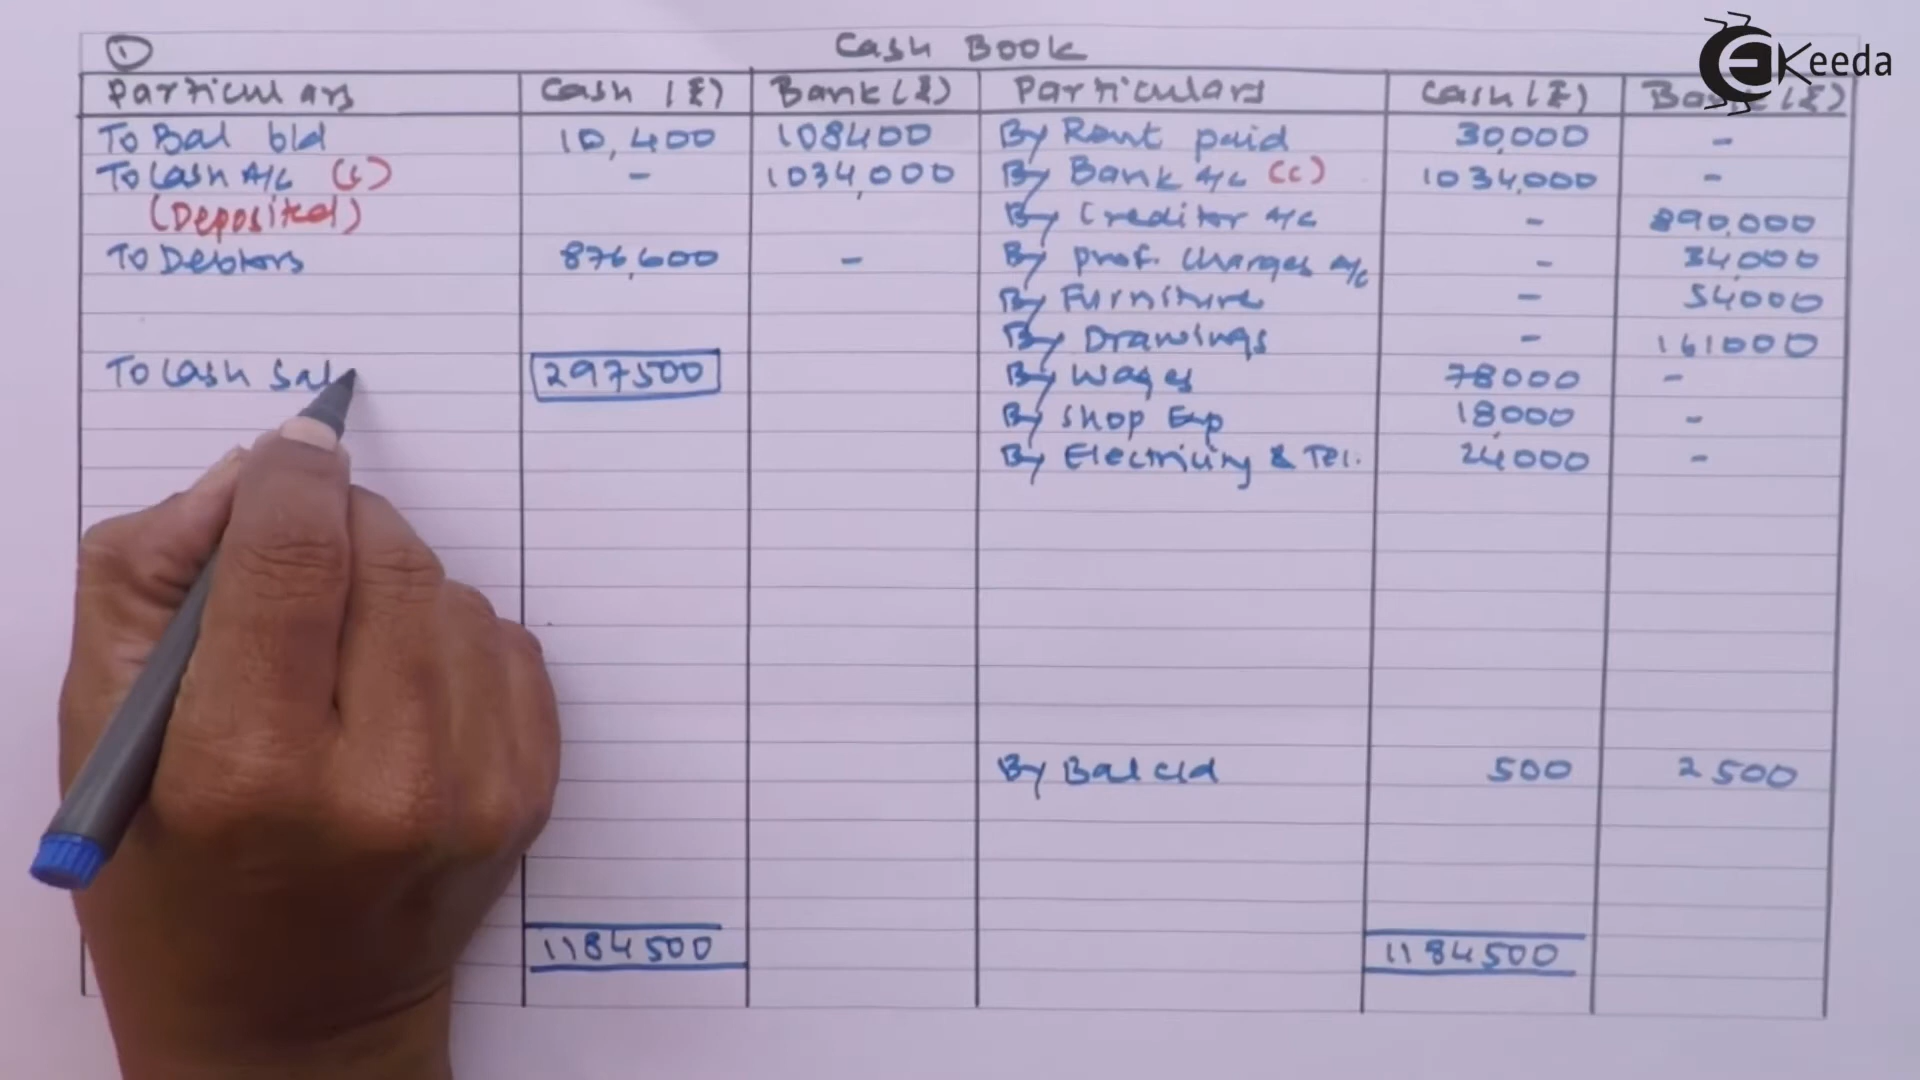 ① Cash Book
EKeeda
Particulars Cash (₹) Bank (₹) Particulars Cash (₹) Bank (₹)
To Bal b/d 10,400 108400 By Rent paid 30,000 -
To Cash A/c (c) - 1034,000 By Bank A/c (c) 1034,000 -
(Deposited) By Creditor A/c - 890,000
To Debtors 876,600 - By Prof. Charges A/c - 34,000
By Furniture - 54000
By Drawings - 161000
To Cash Sal 297500 By Wages 78000 -
By Shop Exp 18000 -
By Electricity & Tel. 24000 -
By Bal c/d 500 2500
1184500 1184500